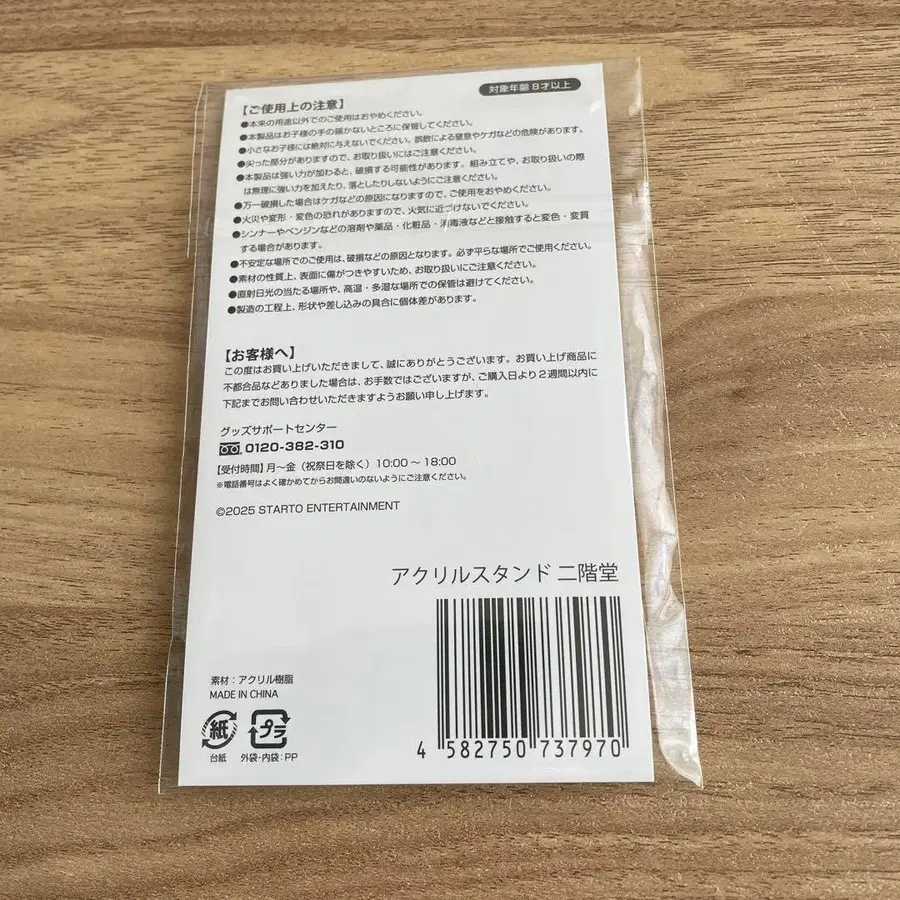 対象年齢8才以上
【ご使用上の注意】
●本来の用途以外でのご使用はおやめください。
●本製品はお子様の手の届かないところに保管してください。
●小さなお子様には絶対に与えないでください。誤飲による窒息やケガなどの危険があります。
●尖った部分がありますので、お取り扱いにはご注意ください。
●本製品は強い力が加わると、破損する可能性があります。組み立てや、お取り扱いの際
は無理に強い力を加えたり、落としたりしないようにご注意ください。
●万一破損した場合はケガなどの原因になりますので、ご使用をおやめください。
●火災や変形・変色の恐れがありますので、火気に近づけないでください。
●シンナーやベンジンなどの溶剤や薬品・化粧品・消毒液などと接触すると変色・変質
する場合があります。
●不安定な場所でのご使用は、破損などの原因となります。必ず平らな場所でご使用ください。
●素材の性質上、表面に傷がつきやすいため、お取り扱いにご注意ください。
●直射日光の当たる場所や、高温・多湿な場所での保管は避けてください。
●製造の工程上、形状や差し込みの具合に個体差があります。
【お客様へ】
この度はお買い上げいただきまして、誠にありがとうございます。お買い上げ商品に
不都合品などありました場合は、お手数ではございますが、ご購入日より2週間以内に
下記までお問い合わせいただきますようお願い申し上げます。
グッズサポートセンター
0120-382-310
【受付時間】月~金（祝祭日を除く）10:00~18:00
※電話番号はよく確かめてからお間違いのないようにご注意ください。
©2025 STARTO ENTERTAINMENT
アクリルスタンド 二階堂
素材：アクリル樹脂
MADE IN CHINA
紙
プラ
台紙
外袋・内袋：PP
4 582750 737970